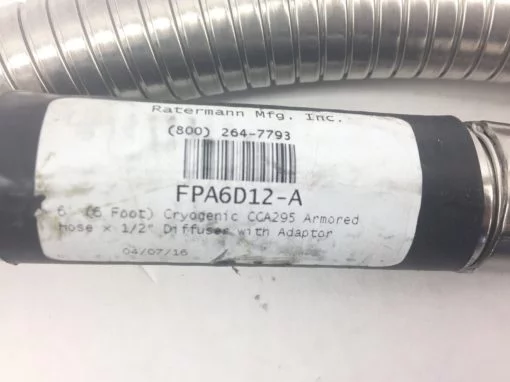 Ratermann Mfg. Inc.
(800) 264-7793
FPA6D12-A
6' (6 Foot) Cryogenic CGA295 Armored
Hose x 1/2" Diffuser with Adaptor
04/07/16